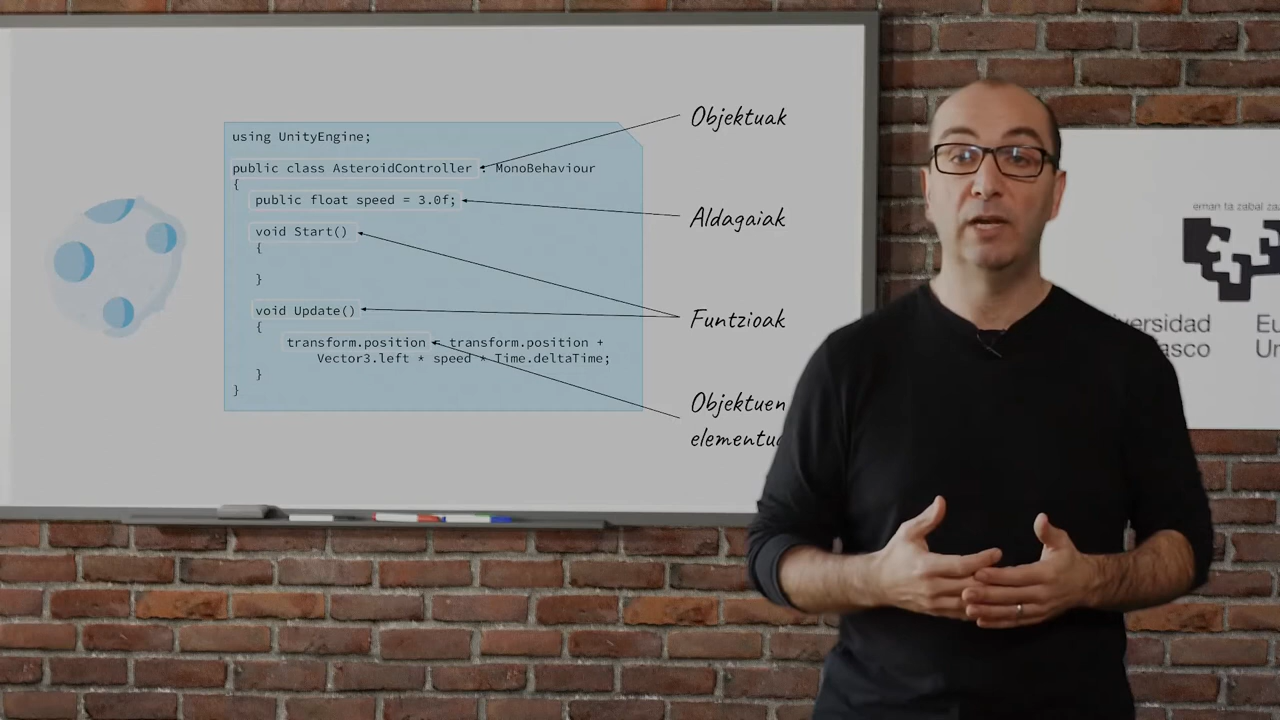 using UnityEngine;
public class AsteroidController : MonoBehaviour
{
public float speed = 3.0f;
void Start()
{
}
void Update()
{
transform.position = transform.position +
Vector3.left * speed * Time.deltaTime;
}
}
Objektuak
Aldagaiak
Funtzioak
Objektuen
eman ta zabal